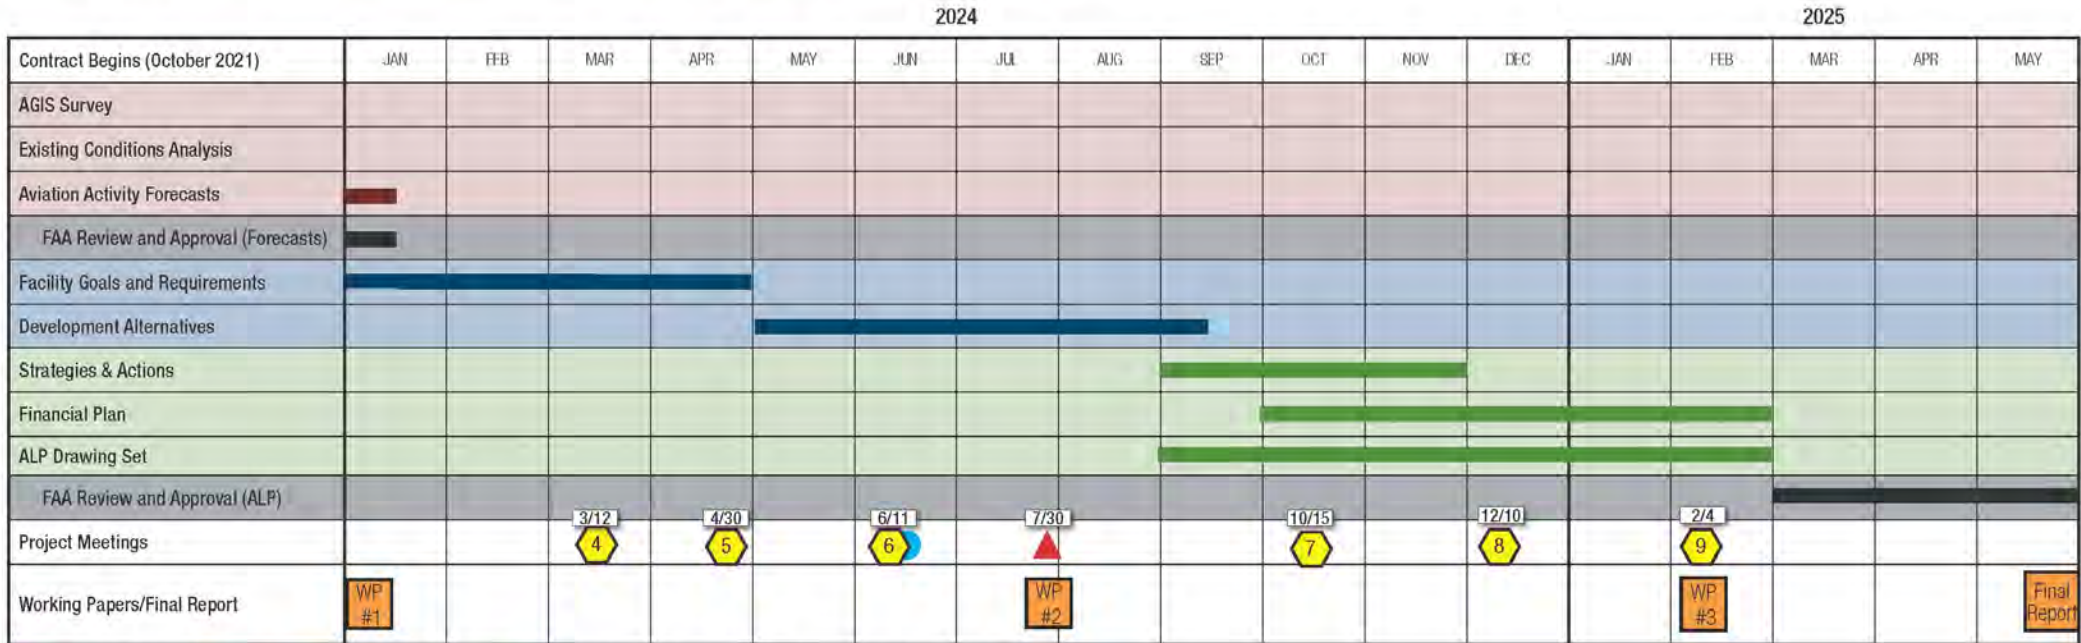 2024 2025
Contract Begins (October 2021) JAN FEB MAR APR MAY JUN JUL AUG SEP OCT NOV DEC JAN FEB MAR APR MAY
AGIS Survey
Existing Conditions Analysis
Aviation Activity Forecasts
FAA Review and Approval (Forecasts)
Facility Goals and Requirements
Development Alternatives
Strategies & Actions
Financial Plan
ALP Drawing Set
FAA Review and Approval (ALP)
3/12 4/30 6/11 7/30 10/15 12/10 2/4
Project Meetings 4 5 6 7 8 9
Working Papers/Final Report
WP #1
WP #2
WP #3
Final Report